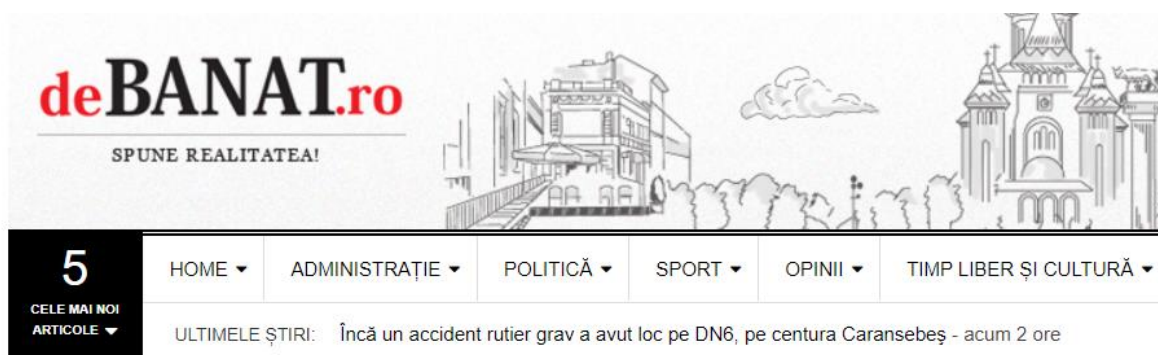 deBANAT.ro
SPUNE REALITATEA!
5
CELE MAI NOI
ARTICOLE
HOME
ADMINISTRAȚIE
POLITICĂ
SPORT
OPINII
TIMP LIBER ȘI CULTURĂ
ULTIMELE ȘTIRI: Încă un accident rutier grav a avut loc pe DN6, pe centura Caransebeş - acum 2 ore